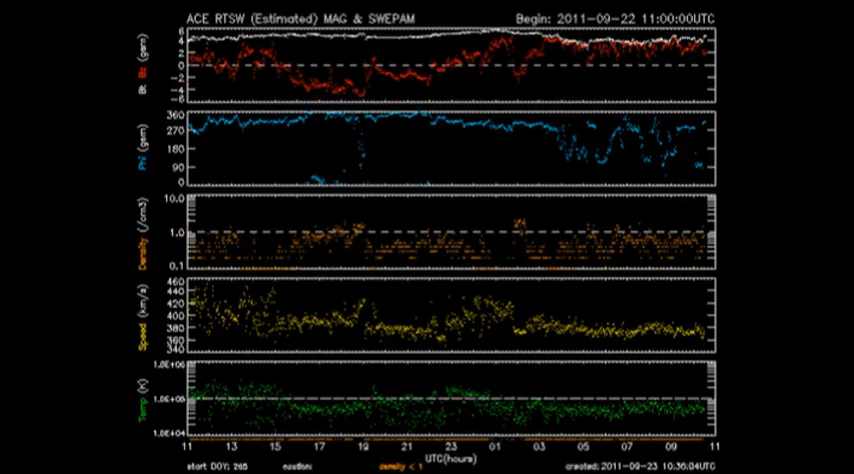 ACE RTSW (Estimated) MAG & SWEPAM Begin: 2011-09-22 11:00:00UTC
Bt Bz (gsm)
6
4
2
0
-2
-4
-6
Phi (gsm)
360
270
180
90
0
Density (/cm3)
10.0
1.0
0.1
Speed (km/s)
460
440
420
400
380
360
340
Temp (K)
1.0E+06
1.0E+05
1.0E+04
11 13 15 17 19 21 23 01 03 05 07 09 11
UTC(hours)
start DOY: 265 density < 1 created: 2011-09-23 10:36:04UTC